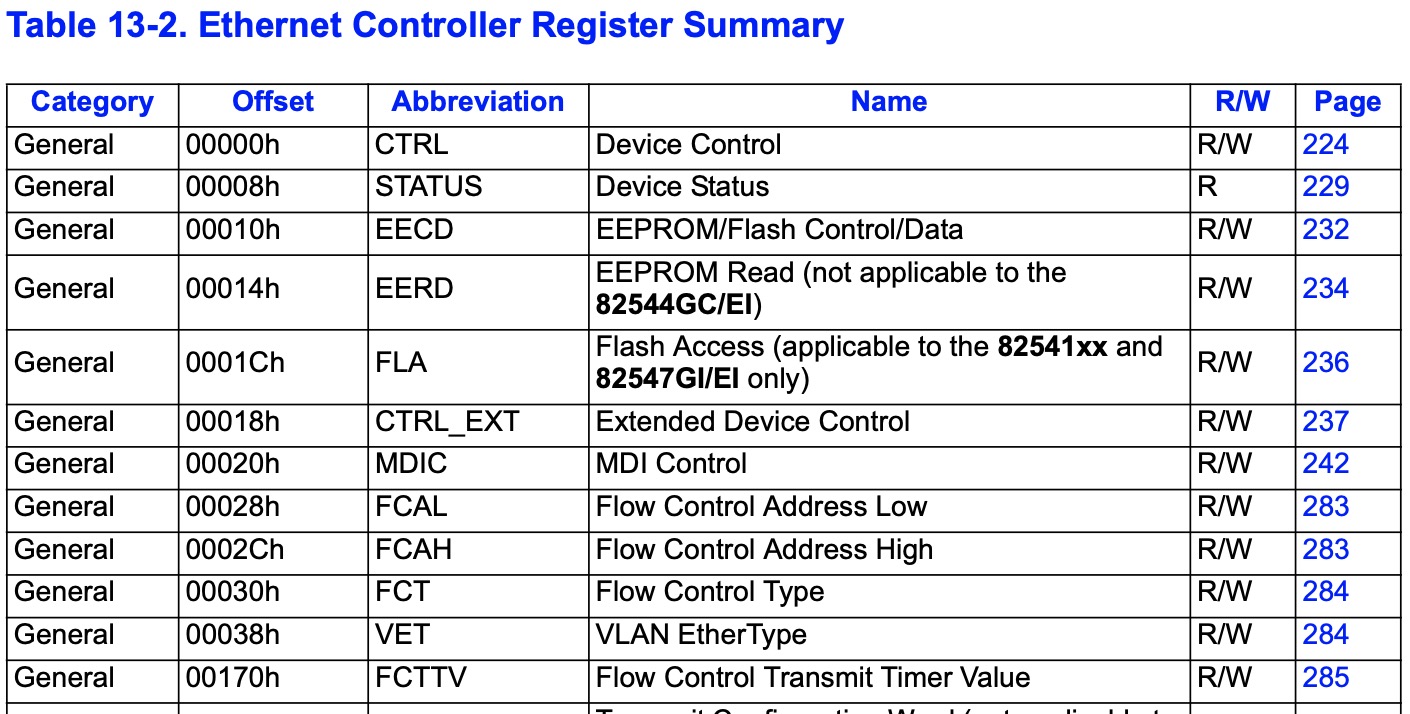 Table 13-2. Ethernet Controller Register Summary
Category Offset Abbreviation Name R/W Page
General 00000h CTRL Device Control R/W 224
General 00008h STATUS Device Status R 229
General 00010h EECD EEPROM/Flash Control/Data R/W 232
General 00014h EERD EEPROM Read (not applicable to the
82544GC/EI) R/W 234
General 0001Ch FLA Flash Access (applicable to the 82541xx and
82547GI/EI only) R/W 236
General 00018h CTRL_EXT Extended Device Control R/W 237
General 00020h MDIC MDI Control R/W 242
General 00028h FCAL Flow Control Address Low R/W 283
General 0002Ch FCAH Flow Control Address High R/W 283
General 00030h FCT Flow Control Type R/W 284
General 00038h VET VLAN EtherType R/W 284
General 00170h FCTTV Flow Control Transmit Timer Value R/W 285